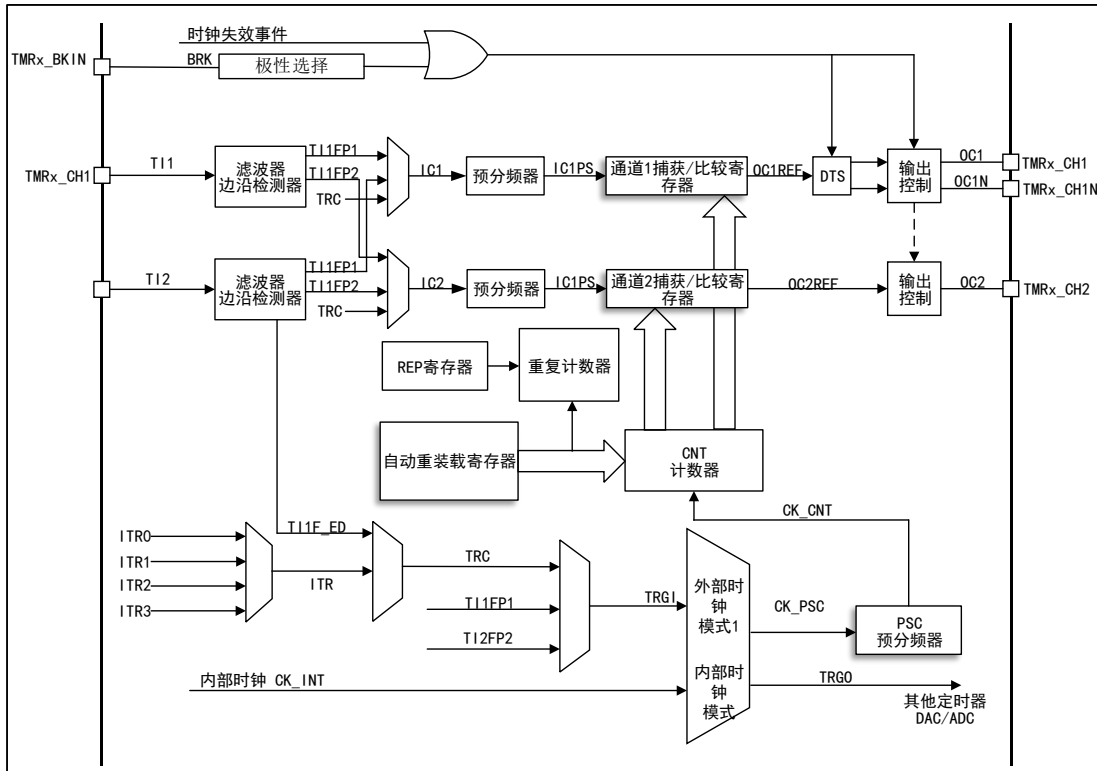 时钟失效事件
TMRx_BKIN
BRK
极性选择
TMRx_CH1
TI1
滤波器
边沿检测器
TI1FP1
TI1FP2
TRC
IC1
预分频器
IC1PS
通道1捕获/比较寄
存器
OC1REF
DTS
输出
控制
OC1
OC1N
TMRx_CH1
TMRx_CH1N
TI2
滤波器
边沿检测器
TI1FP1
TI1FP2
TRC
IC2
预分频器
IC1PS
通道2捕获/比较寄
存器
OC2REF
输出
控制
OC2
TMRx_CH2
REP寄存器
重复计数器
自动重装载寄存器
CNT
计数器
CK_CNT
ITR0
ITR1
ITR2
ITR3
TI1F_ED
ITR
TRC
TI1FP1
TI2FP2
TRGI
外部时
钟
模式1
内部时
钟
模式
CK_PSC
PSC
预分频器
内部时钟 CK_INT
TRGO
其他定时器
DAC/ADC